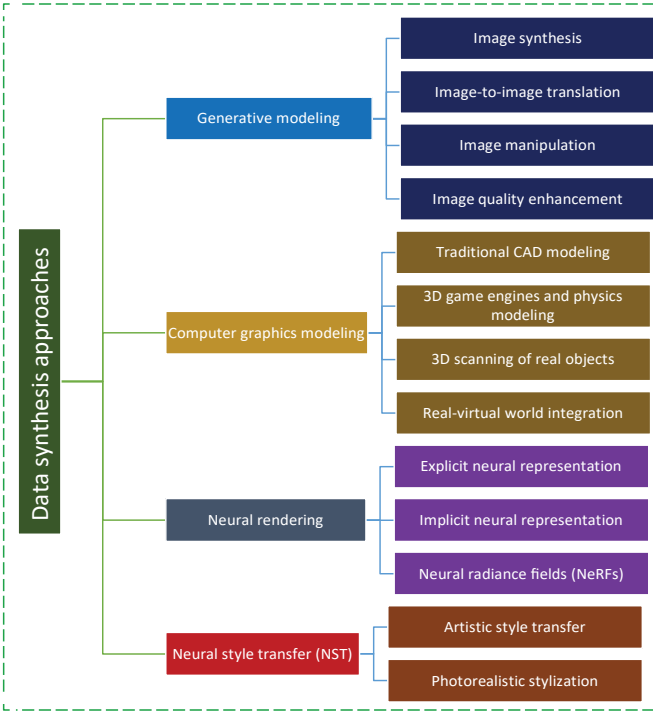 Data synthesis approaches
Generative modeling
Image synthesis
Image-to-image translation
Image manipulation
Image quality enhancement
Computer graphics modeling
Traditional CAD modeling
3D game engines and physics
modeling
3D scanning of real objects
Real-virtual world integration
Neural rendering
Explicit neural representation
Implicit neural representation
Neural radiance fields (NeRFs)
Neural style transfer (NST)
Artistic style transfer
Photorealistic stylization